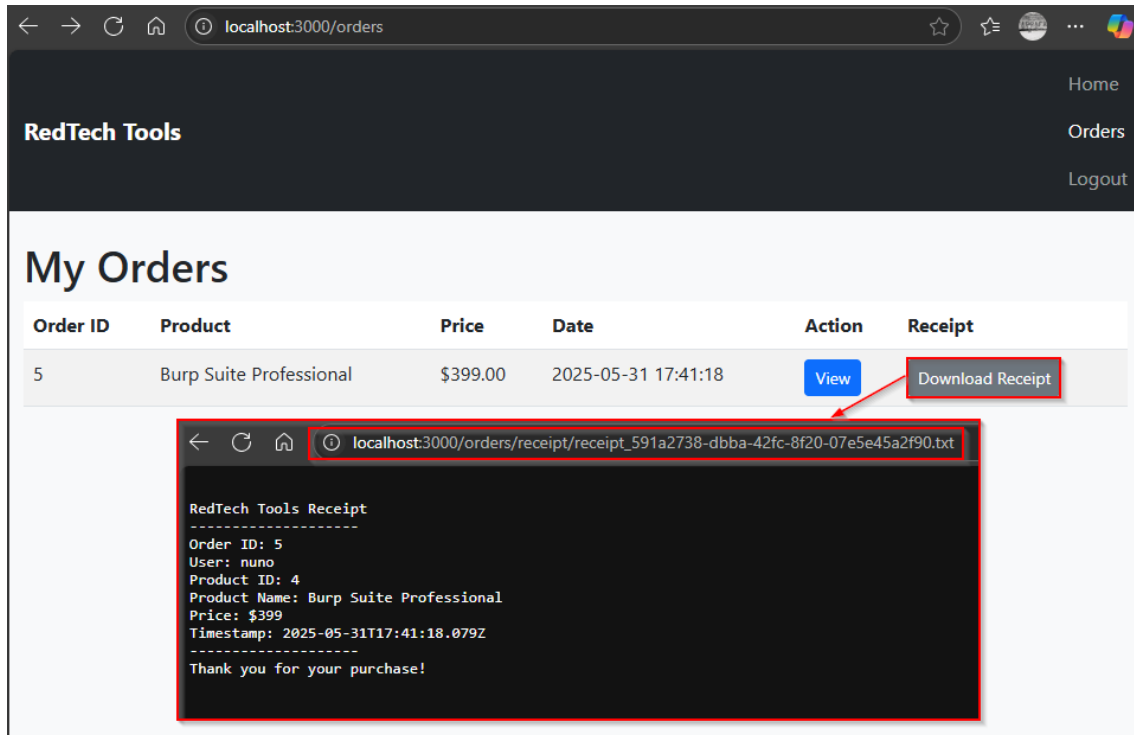 localhost:3000/orders
Home
RedTech Tools
Orders
Logout
My Orders
Order ID Product Price Date Action Receipt
5 Burp Suite Professional $399.00 2025-05-31 17:41:18 View Download Receipt
localhost:3000/orders/receipt/receipt_591a2738-dbba-42fc-8f20-07e5e45a2f90.txt
RedTech Tools Receipt
--------------------
Order ID: 5
User: nuno
Product ID: 4
Product Name: Burp Suite Professional
Price: $399
Timestamp: 2025-05-31T17:41:18.079Z
--------------------
Thank you for your purchase!